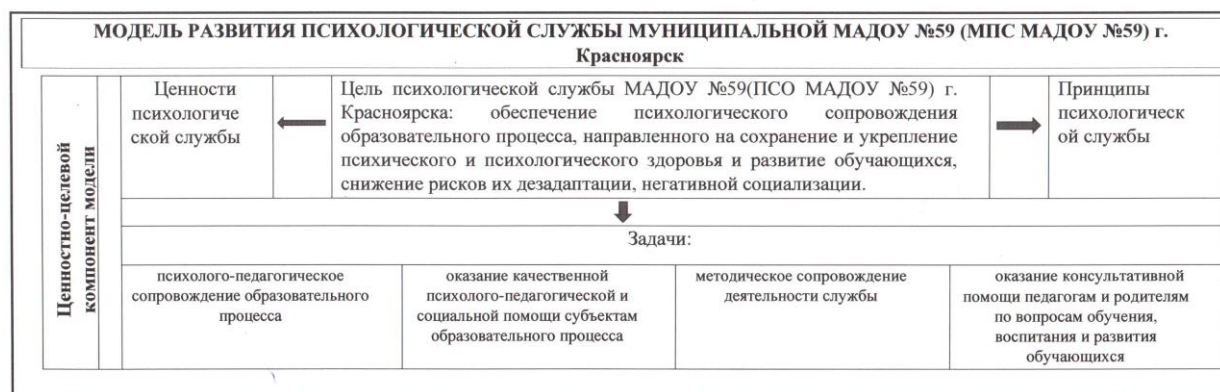 МОДЕЛЬ РАЗВИТИЯ ПСИХОЛОГИЧЕСКОЙ СЛУЖБЫ МУНИЦИПАЛЬНОЙ МАДОУ №59 (МПС МАДОУ №59) г.
Красноярск
Ценностно-целевой
компонент модели
Ценности
психологиче
ской службы
Цель психологической службы МАДОУ №59(ПСО МАДОУ №59) г.
Красноярска: обеспечение психологического сопровождения
образовательного процесса, направленного на сохранение и укрепление
психического и психологического здоровья и развитие обучающихся,
снижение рисков их дезадаптации, негативной социализации.
Принципы
психологическ
ой службы
Задачи:
психолого-педагогическое
сопровождение образовательного
процесса
оказание качественной
психолого-педагогической и
социальной помощи субъектам
образовательного процесса
методическое сопровождение
деятельности службы
оказание консультативной
помощи педагогам и родителям
по вопросам обучения,
воспитания и развития
обучающихся